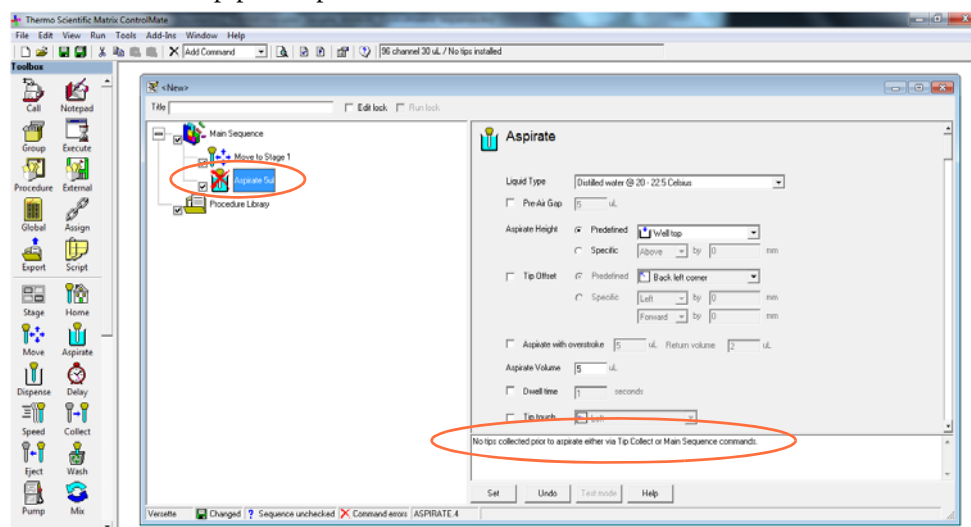 Thermo Scientific Matrix ControlMate
File Edit View Run Tools Add-Ins Window Help
Add Command 96 channel 30 uL / No tips installed
Toolbox
Call Notepad
Group Execute
Procedure External
Global Assign
Export Script
Stage Home
Move Aspirate
Dispense Delay
Speed Collect
Eject Wash
Pump Mix
<New>
Title Edit lock Run lock
Main Sequence
Move to Stage 1
Aspirate 5ul
Procedure Library
Aspirate
Liquid Type Distilled water @ 20 - 22.5 Celsius
Pre-Air Gap 5 uL
Aspirate Height Predefined Well top
Specific Above by 0 mm
Tip Offset Predefined Back left corner
Specific Left by 0 mm
Forward by 0 mm
Aspirate with overstroke 5 uL Return volume 2 uL
Aspirate Volume 5 uL
Dwell time 1 seconds
Tip touch Left
No tips collected prior to aspirate either via Tip Collect or Main Sequence commands.
Set Undo Test mode Help
Versette Changed ? Sequence unchecked Command errors ASPIRATE.4